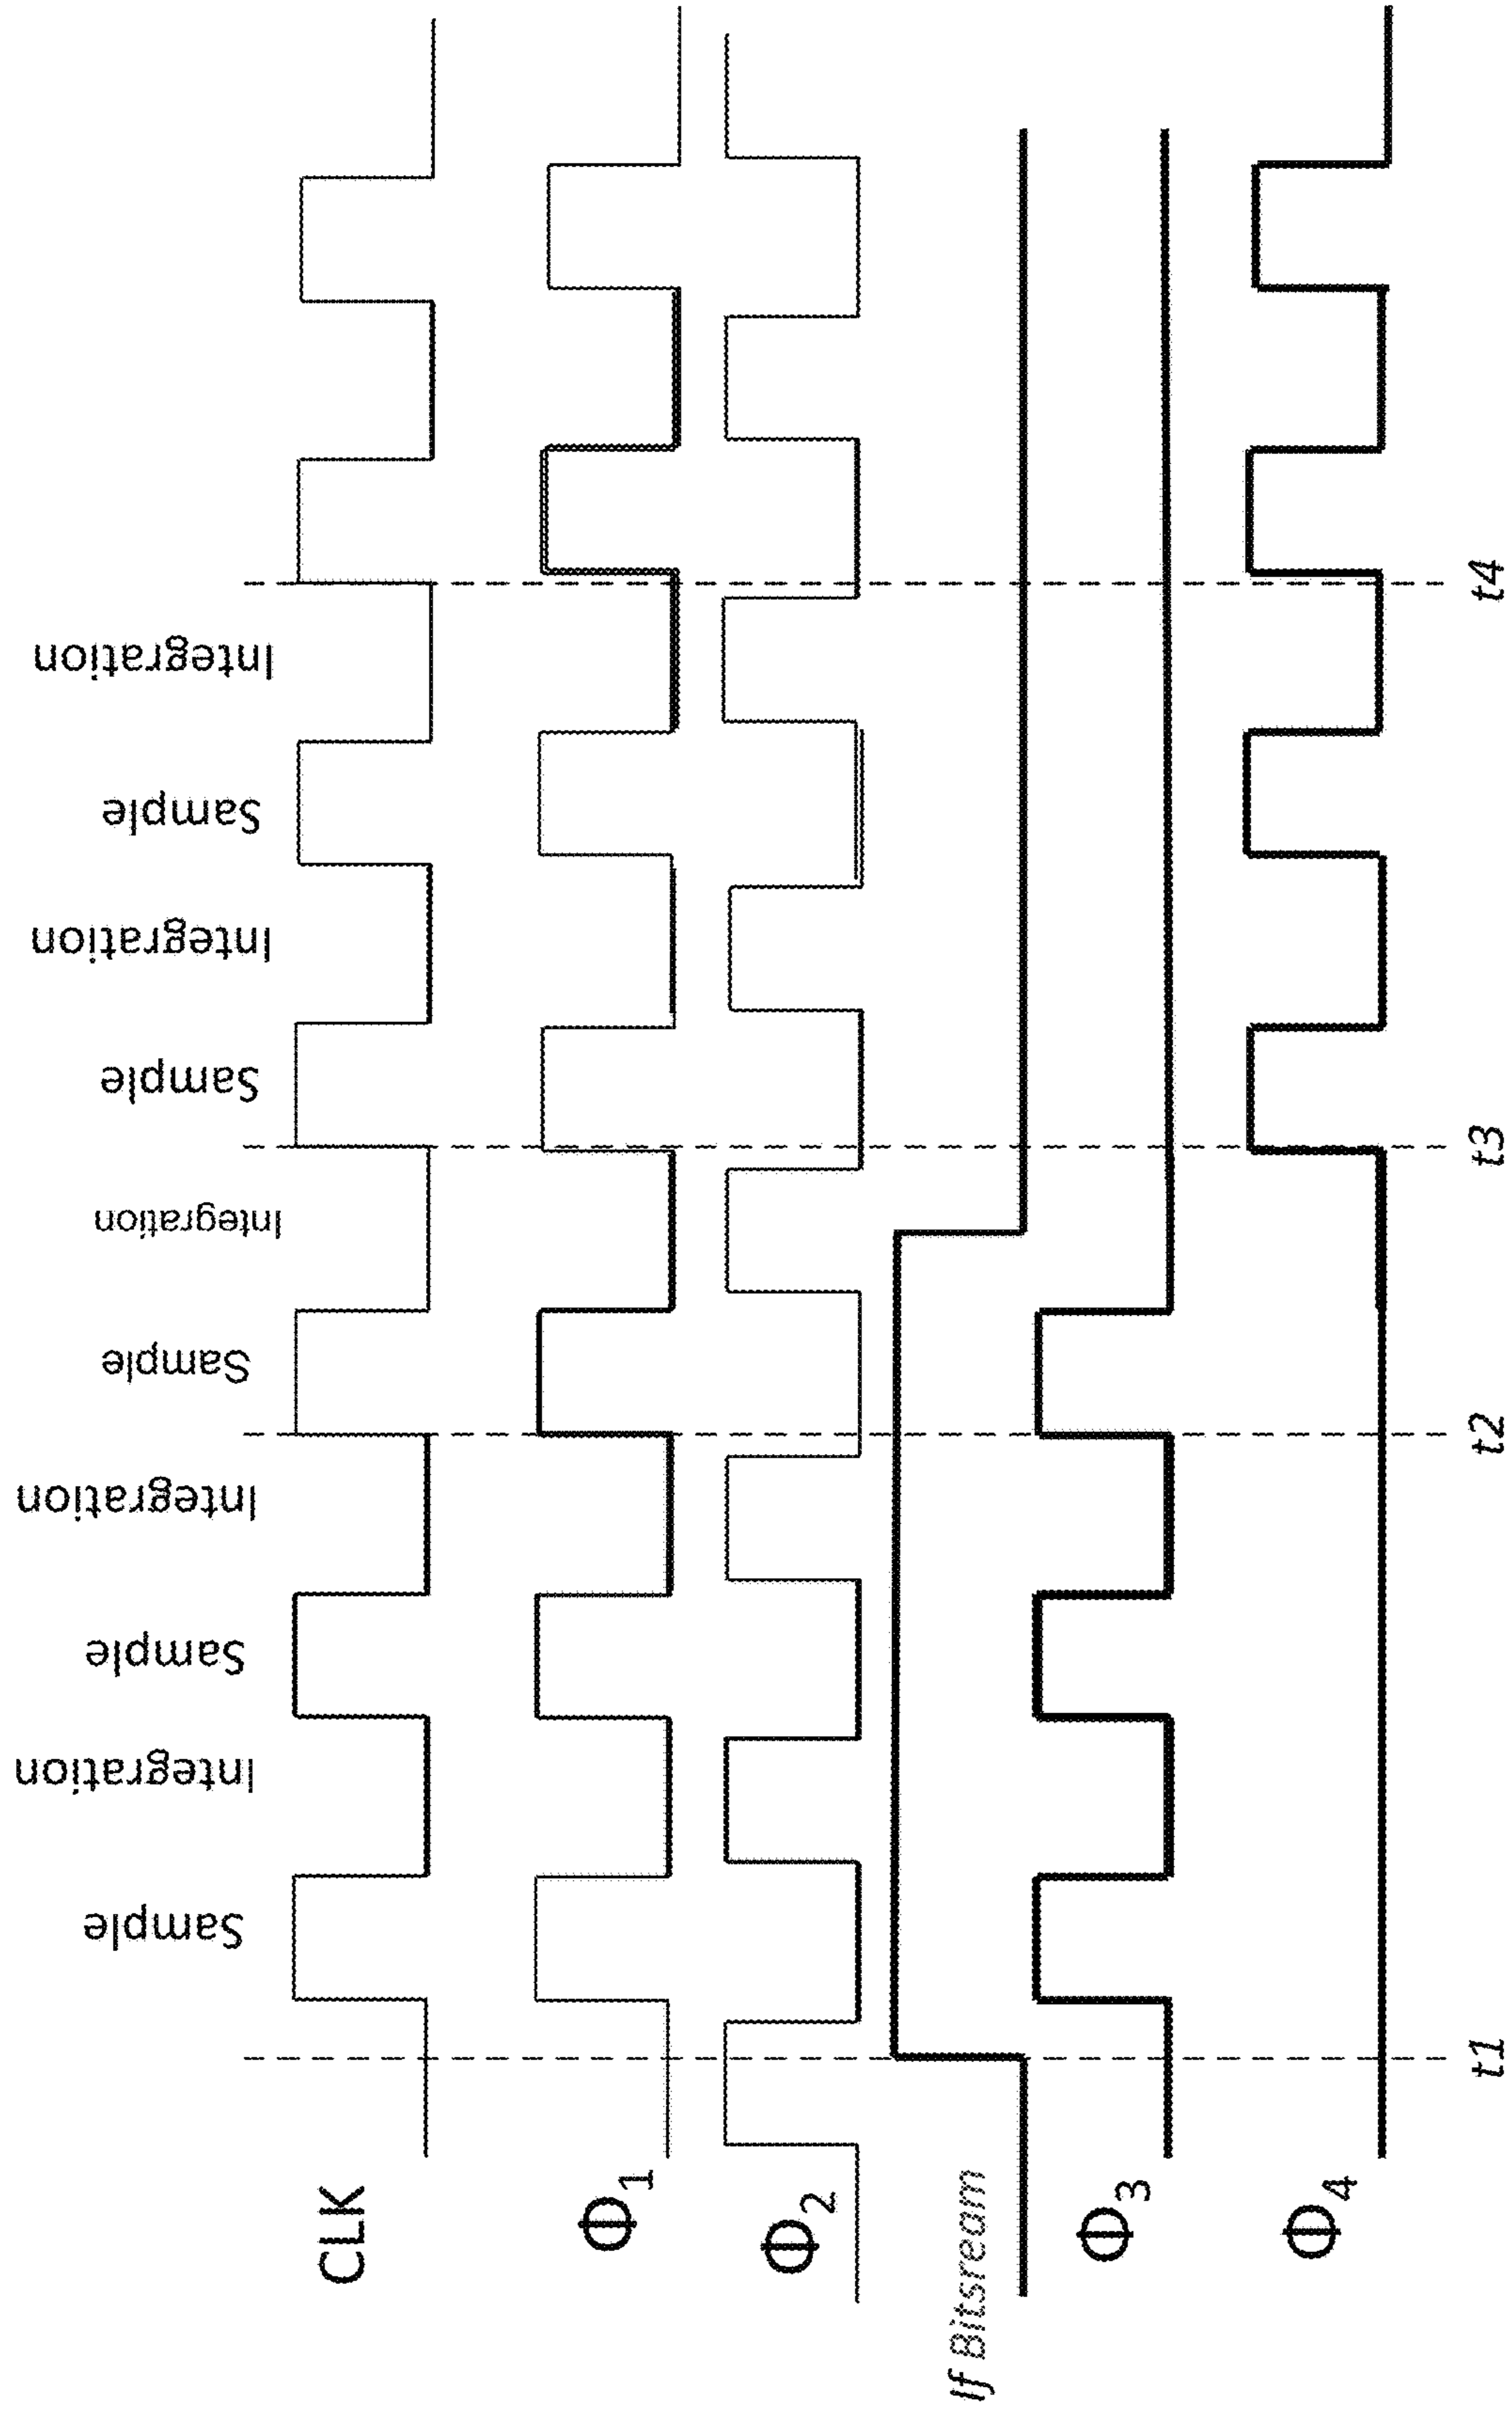 Sample
Integration
Sample
Integration
Sample
Integration
Sample
Integration
Sample
Integration
CLK
Φ1
Φ2
If Bitsream
Φ3
Φ4
t1
t2
t3
t4